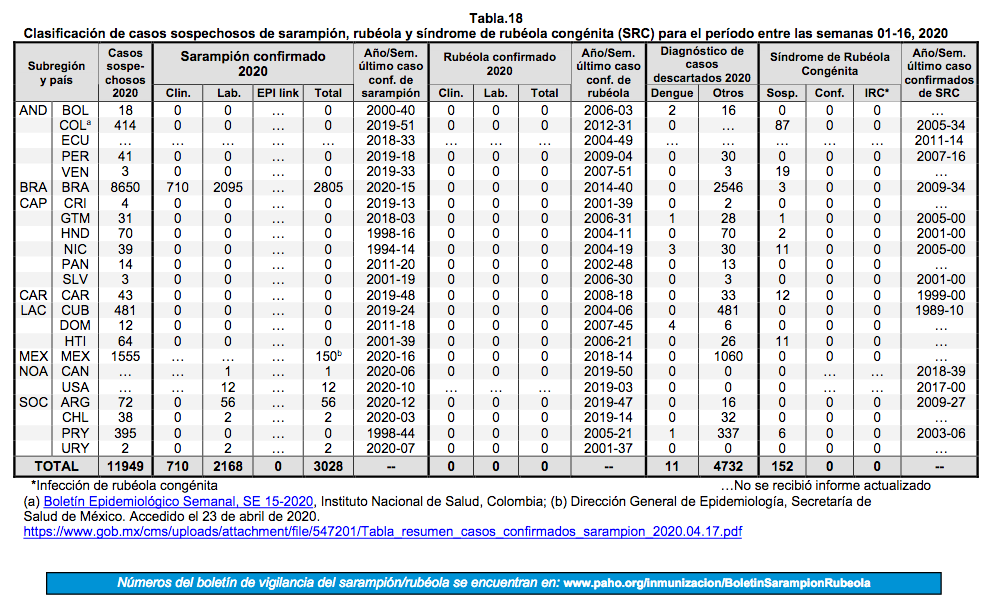 Tabla.18
Clasificación de casos sospechosos de sarampión, rubéola y síndrome de rubéola congénita (SRC) para el período entre las semanas 01-16, 2020
Subregión y país Casos sospe-chosos 2020 Sarampión confirmado 2020 Año/Sem. último caso conf. de sarampión Rubéola confirmado 2020 Año/Sem. último caso conf. de rubéola Diagnóstico de casos descartados 2020 Síndrome de Rubéola Congénita Año/Sem. último caso confirmados de SRC
Clin. Lab. EPI link Total Clin. Lab. Total Dengue Otros Sosp. Conf. IRC*
AND BOL 18 0 0 … 0 2000-40 0 0 0 2006-03 2 16 0 0 0 …
COLa 414 0 0 … 0 2019-51 0 0 0 2012-31 0 … 87 0 0 2005-34
ECU … … … … … 2018-33 … … … 2004-49 … … … … … 2011-14
PER 41 0 0 … 0 2019-18 0 0 0 2009-04 0 30 0 0 0 2007-16
VEN 3 0 0 … 0 2019-33 0 0 0 2007-51 0 3 19 0 0
BRA BRA 8650 710 2095 … 2805 2020-15 0 0 0 2014-40 0 2546 3 0 0 2009-34
CAP CRI 4 0 0 … 0 2019-13 0 0 0 2001-39 0 2 0 0 0 …
GTM 31 0 0 … 0 2018-03 0 0 0 2006-31 1 28 1 0 0 2005-00
HND 70 0 0 … 0 1998-16 0 0 0 2004-11 0 70 2 0 0 2001-00
NIC 39 0 0 … 0 1994-14 0 0 0 2004-19 3 30 11 0 0 2005-00
PAN 14 0 0 … 0 2011-20 0 0 0 2002-48 0 13 0 0 0 …
SLV 3 0 0 … 0 2001-19 0 0 0 2006-30 0 3 0 0 0 2001-00
CAR CAR 43 0 0 … 0 2019-48 0 0 0 2008-18 0 33 12 0 0 1999-00
LAC CUB 481 0 0 … 0 2019-24 0 0 0 2004-06 0 481 0 0 0 1989-10
DOM 12 0 0 … 0 2011-18 0 0 0 2007-45 4 6 0 0 0 …
HTI 64 0 0 … 0 2001-39 0 0 0 2006-21 0 26 11 0 0
MEX MEX 1555 … … … 150b 2020-16 0 0 0 2018-14 0 1060 0 0 0 …
NOA CAN … … 1 … 1 2020-06 0 0 0 2019-50 0 0 0 … … 2018-39
USA … … 12 … 12 2020-10 … … … 2019-03 0 0 0 … … 2017-00
SOC ARG 72 0 56 … 56 2020-12 0 0 0 2019-47 0 16 0 0 0 2009-27
CHL 38 0 2 … 2 2020-03 0 0 0 2019-14 0 32 0 0 0 …
PRY 395 0 0 … 0 1998-44 0 0 0 2005-21 1 337 6 0 0 2003-06
URY 2 0 2 … 2 2020-07 0 0 0 2001-37 0 0 0 0 0 …
TOTAL 11949 710 2168 0 3028 -- 0 0 0 -- 11 4732 152 0 0 --
*Infección de rubéola congénita …No se recibió informe actualizado
(a) Boletín Epidemiológico Semanal, SE 15-2020, Instituto Nacional de Salud, Colombia; (b) Dirección General de Epidemiología, Secretaría de
Salud de México. Accedido el 23 de abril de 2020.
https://www.gob.mx/cms/uploads/attachment/file/547201/Tabla_resumen_casos_confirmados_sarampion_2020.04.17.pdf
Números del boletín de vigilancia del sarampión/rubéola se encuentran en: www.paho.org/inmunizacion/BoletinSarampionRubeola